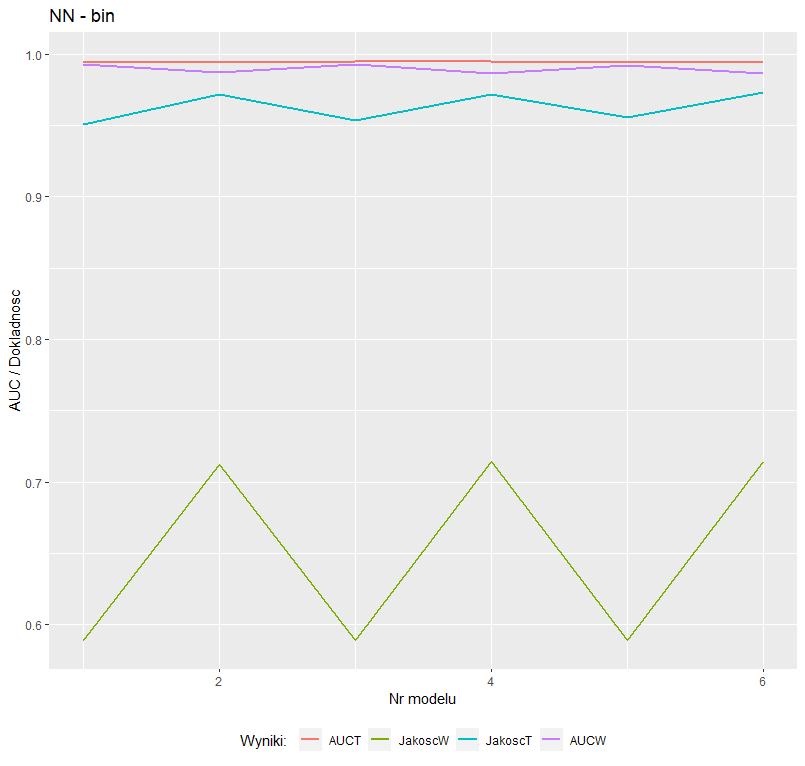 NN - bin
1.0
0.9
0.8
0.7
0.6
AUC / Dokladnosc
2 4 6
Nr modelu
Wyniki: AUCT JakoscW JakoscT AUCW